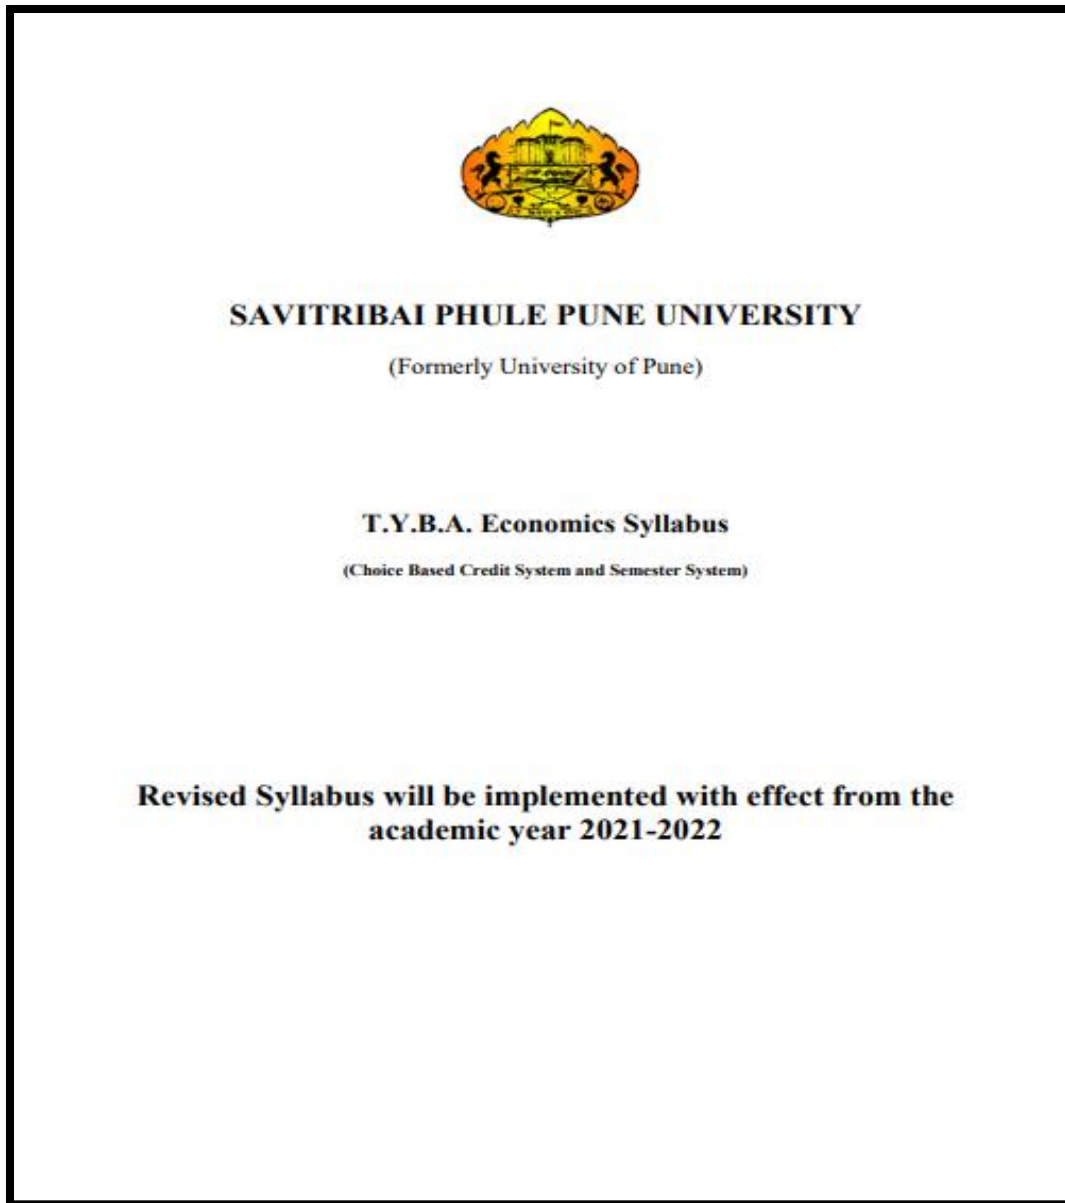 SAVITRIBAI PHULE PUNE UNIVERSITY
(Formerly University of Pune)
T.Y.B.A. Economics Syllabus
(Choice Based Credit System and Semester System)
Revised Syllabus will be implemented with effect from the
academic year 2021-2022